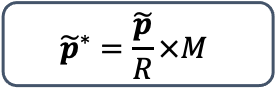 p̃* = p̃/R × M